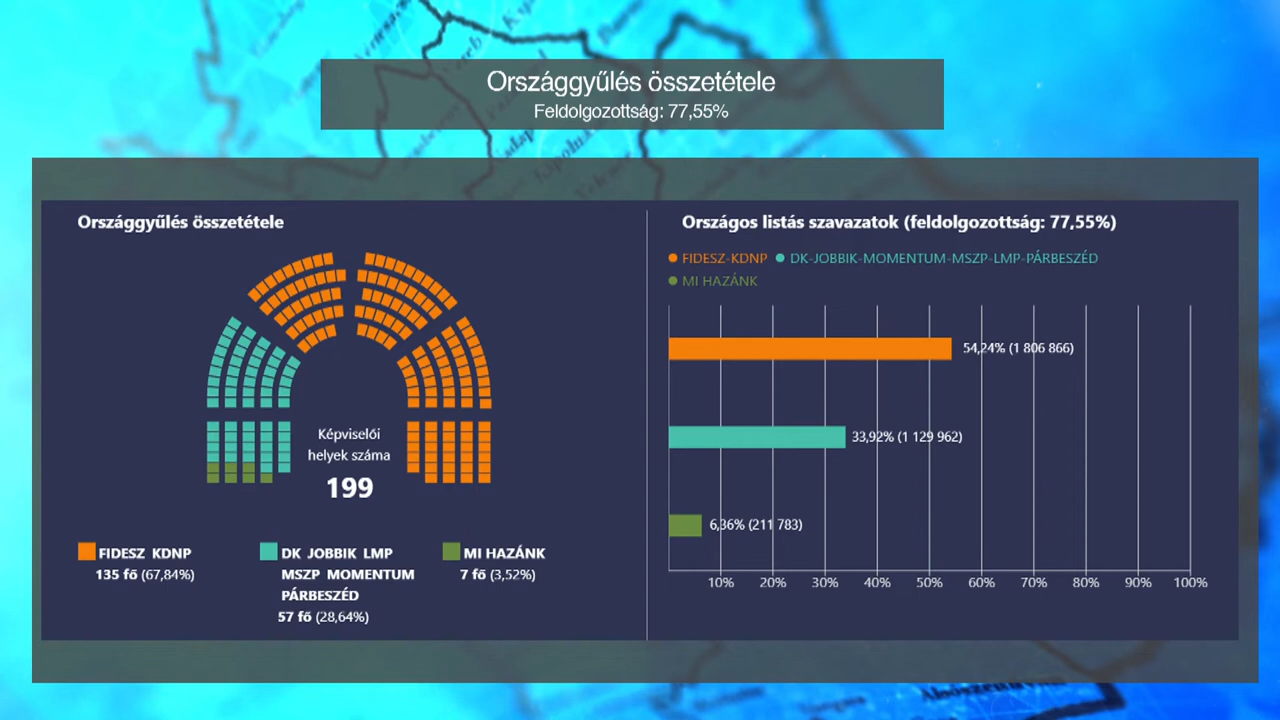 Országgyűlés összetétele
Feldolgozottság: 77,55%
Országgyűlés összetétele
Képviselői
helyek száma
199
FIDESZ KDNP
135 fő (67,84%)
DK JOBBIK LMP
MSZP MOMENTUM
PÁRBESZÉD
57 fő (28,64%)
MI HAZÁNK
7 fő (3,52%)
Országos listás szavazatok (feldolgozottság: 77,55%)
FIDESZ-KDNP DK-JOBBIK-MOMENTUM-MSZP-LMP-PÁRBESZÉD
MI HAZÁNK
54,24% (1 806 866)
33,92% (1 129 962)
6,36% (211 783)
10% 20% 30% 40% 50% 60% 70% 80% 90% 100%